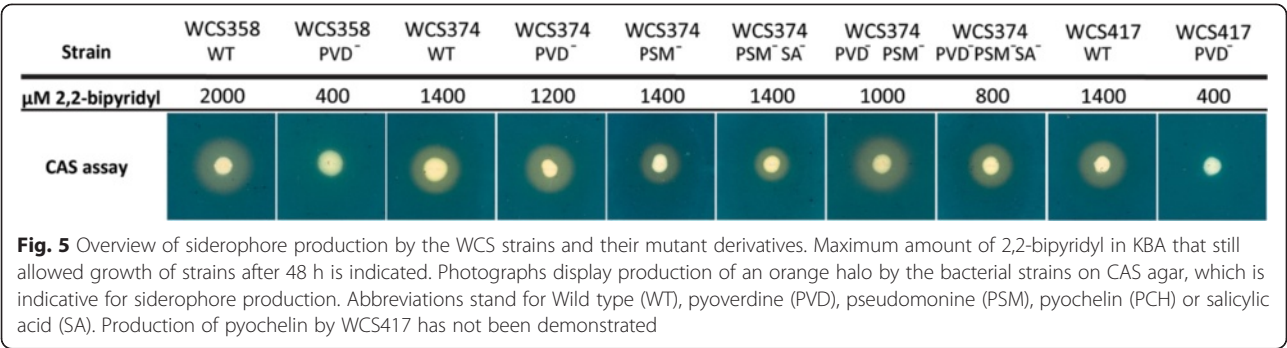 Strain WCS358 WT WCS358 PVD⁻ WCS374 WT WCS374 PVD⁻ WCS374 PSM⁻ WCS374 PSM⁻ SA⁻ WCS374 PVD⁻ PSM⁻ WCS374 PVD⁻PSM⁻SA⁻ WCS417 WT WCS417 PVD⁻
µM 2,2-bipyridyl 2000 400 1400 1200 1400 1400 1000 800 1400 400
CAS assay
Fig. 5 Overview of siderophore production by the WCS strains and their mutant derivatives. Maximum amount of 2,2-bipyridyl in KBA that still
allowed growth of strains after 48 h is indicated. Photographs display production of an orange halo by the bacterial strains on CAS agar, which is
indicative for siderophore production. Abbreviations stand for Wild type (WT), pyoverdine (PVD), pseudomonine (PSM), pyochelin (PCH) or salicylic
acid (SA). Production of pyochelin by WCS417 has not been demonstrated